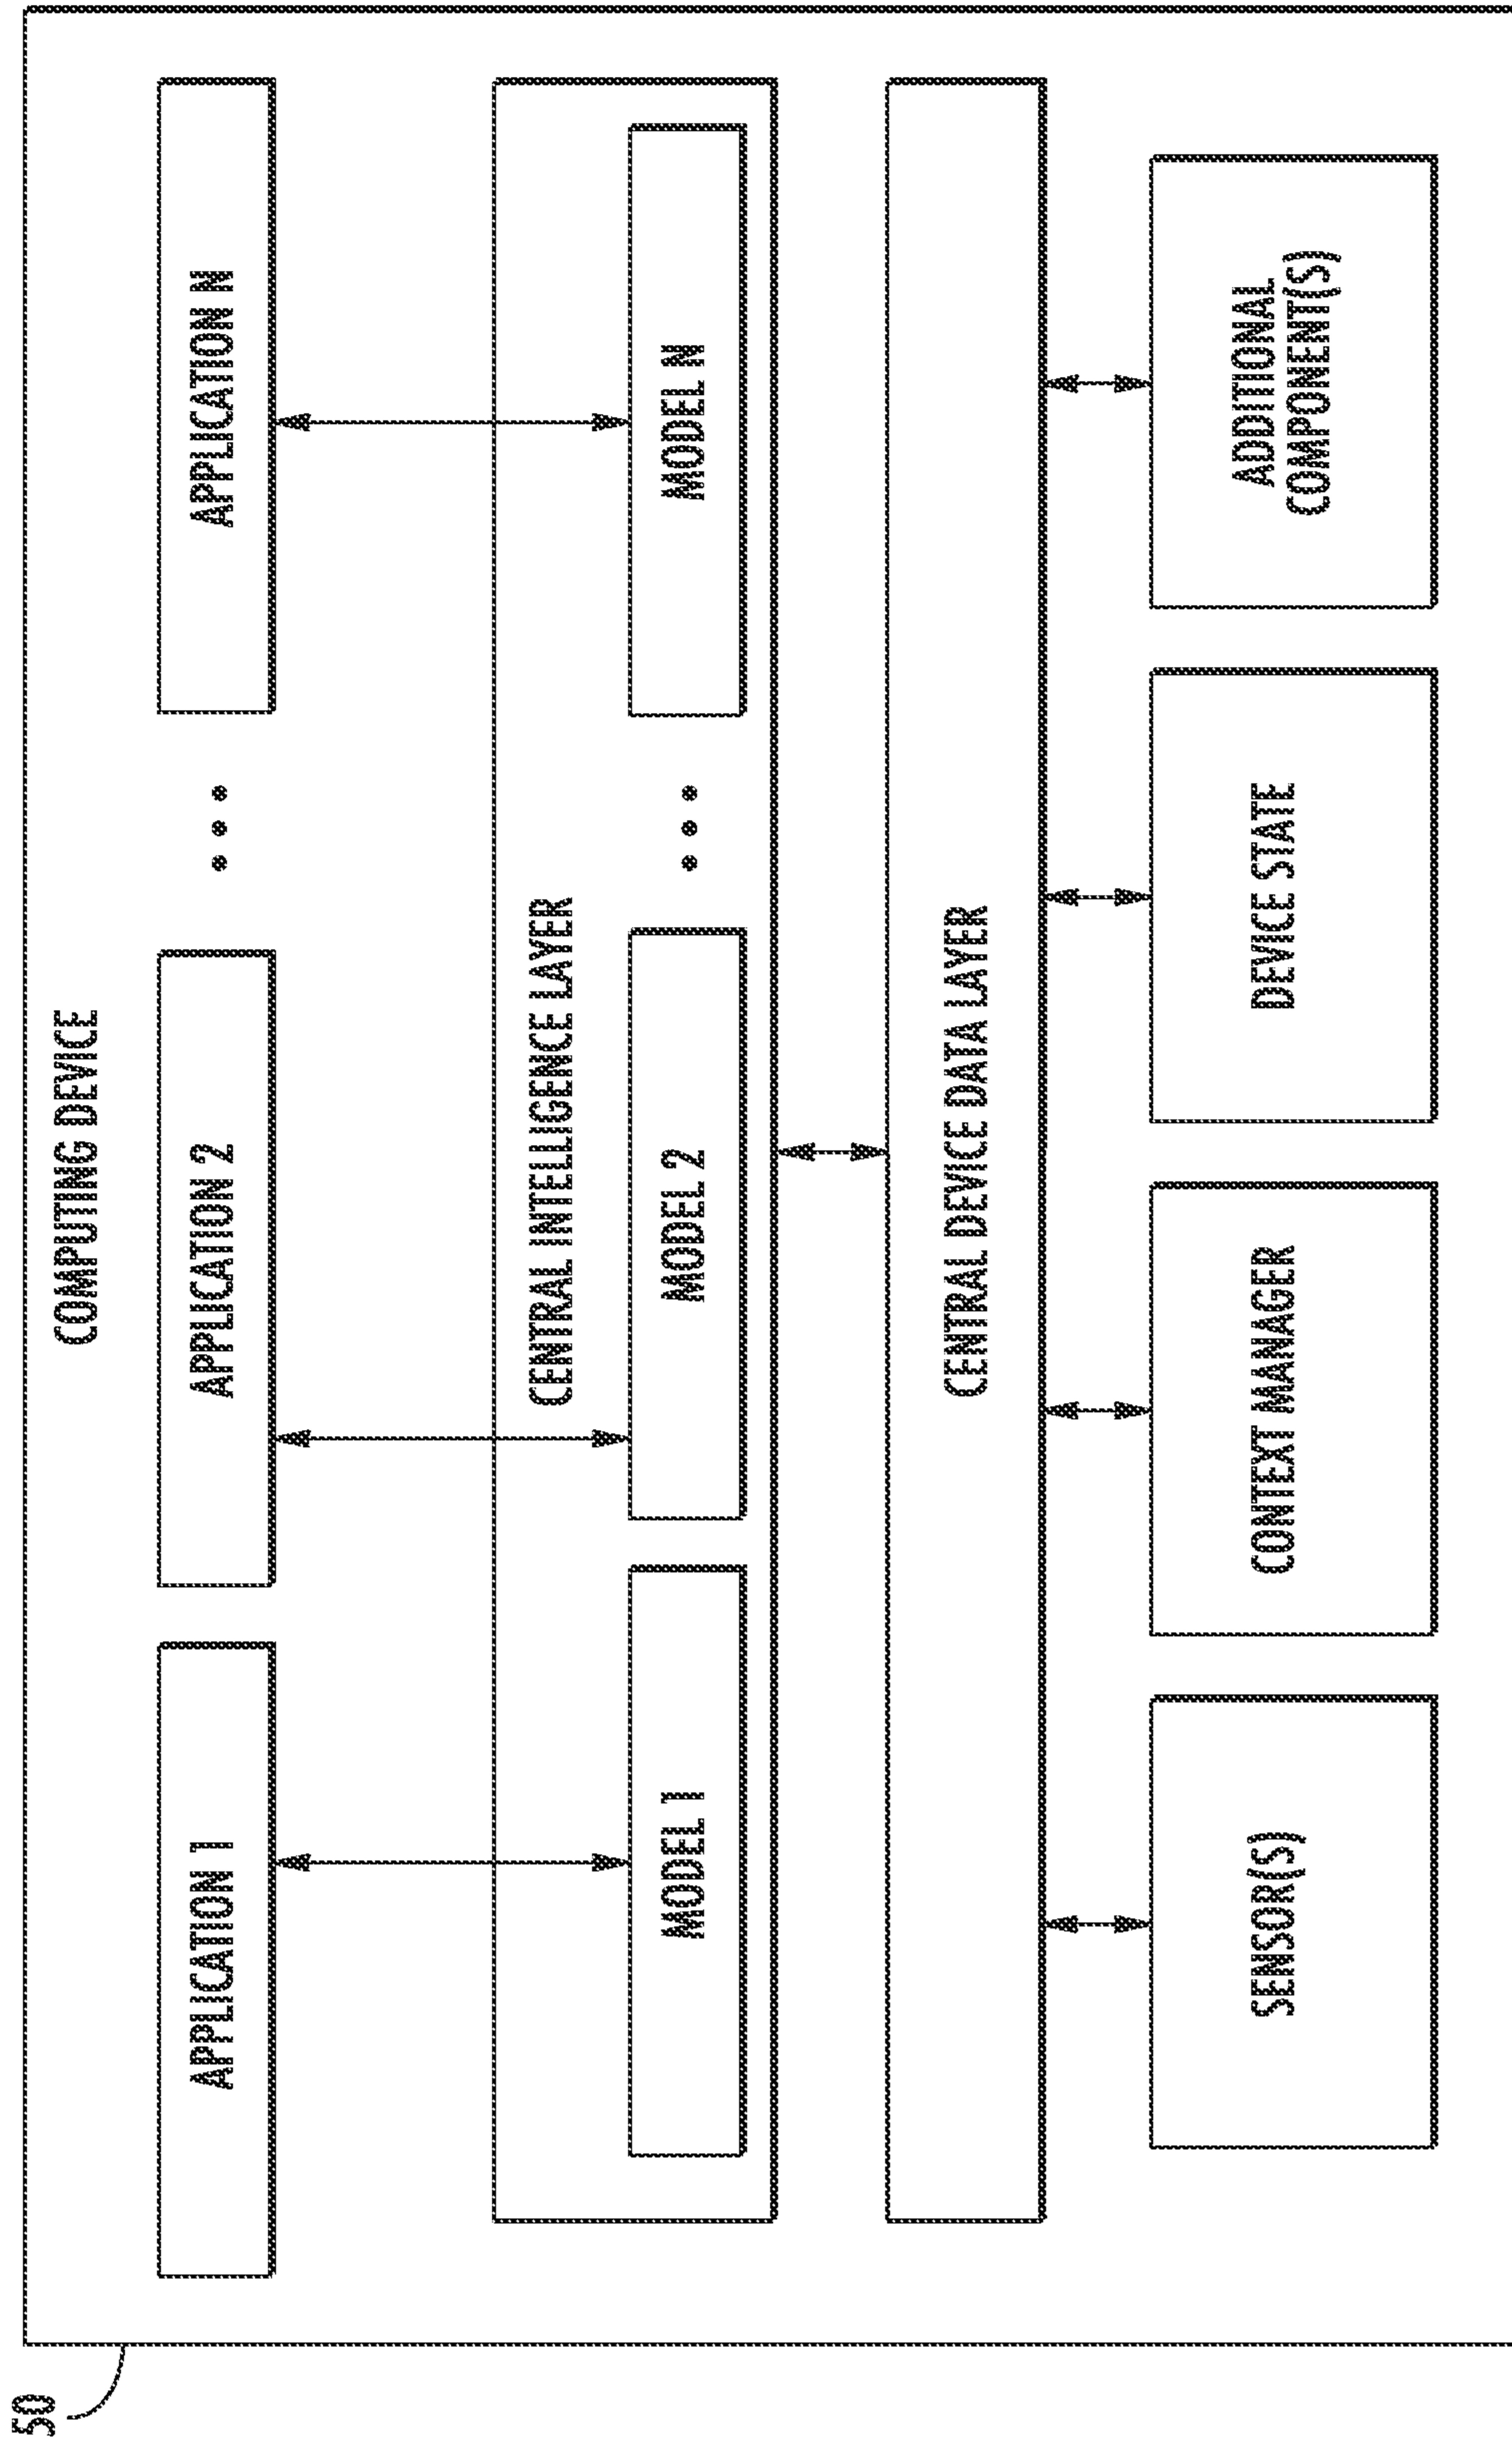 50
COMPUTING DEVICE
APPLICATION 1
APPLICATION 2
APPLICATION N
CENTRAL INTELLIGENCE LAYER
MODEL 1
MODEL 2
MODEL N
CENTRAL DEVICE DATA LAYER
SENSOR(S)
CONTEXT MANAGER
DEVICE STATE
ADDITIONAL
COMPONENT(S)